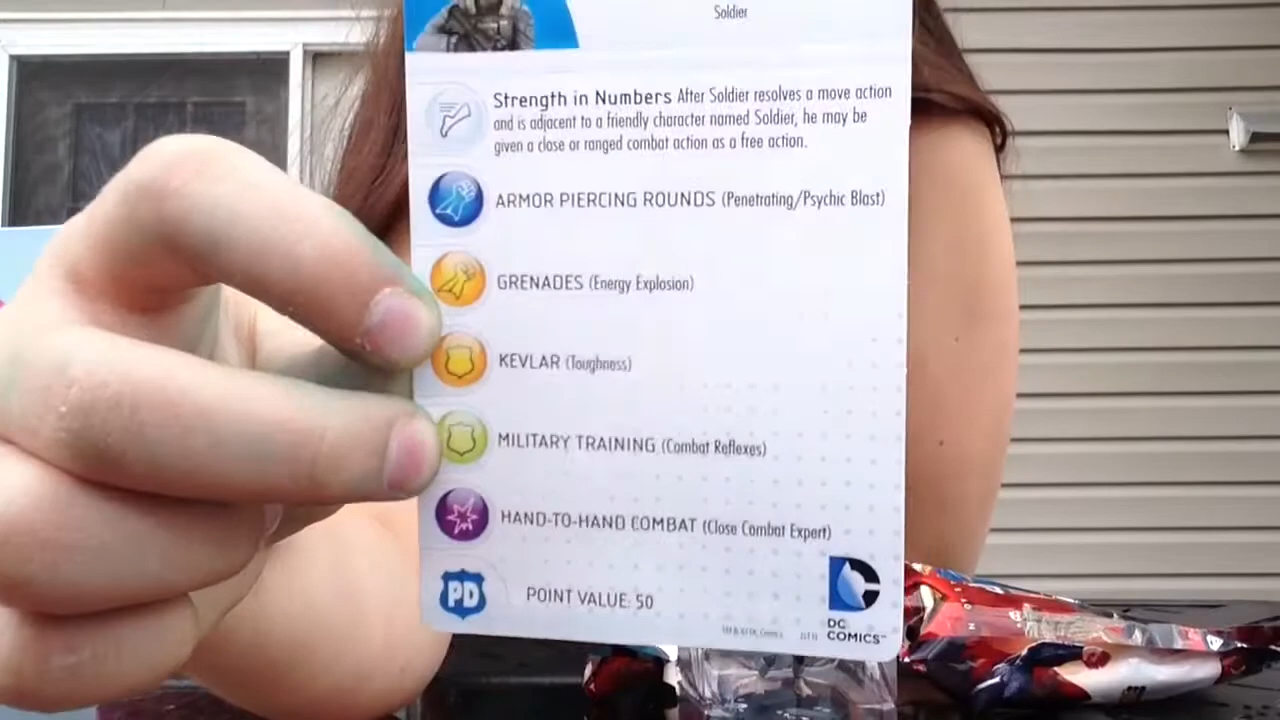 Soldier
Strength in Numbers After Soldier resolves a move action
and is adjacent to a friendly character named Soldier, he may be
given a close or ranged combat action as a free action.
ARMOR PIERCING ROUNDS (Penetrating/Psychic Blast)
GRENADES (Energy Explosion)
KEVLAR (Toughness)
MILITARY TRAINING (Combat Reflexes)
HAND-TO-HAND COMBAT (Close Combat Expert)
PD POINT VALUE: 50
DC
COMICS™